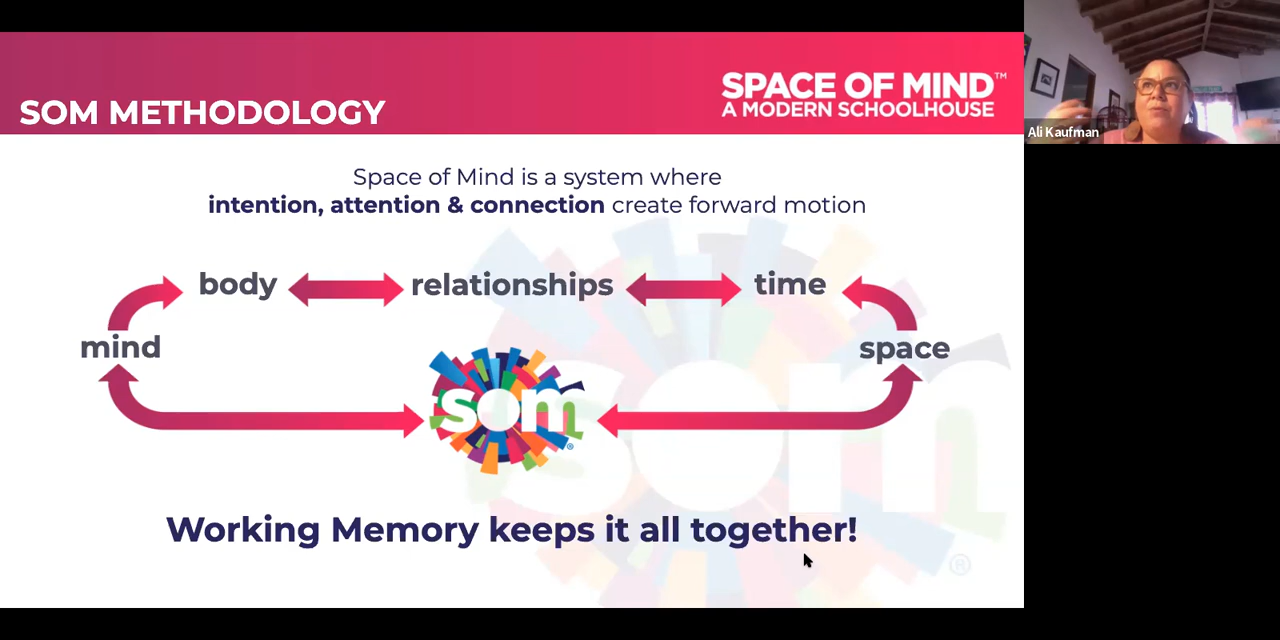 SOM METHODOLOGY
SPACE OF MIND™
A MODERN SCHOOLHOUSE
Ali Kaufman
Space of Mind is a system where
intention, attention & connection create forward motion
body
relationships
time
mind
space
som
®
Working Memory keeps it all together!
som
®